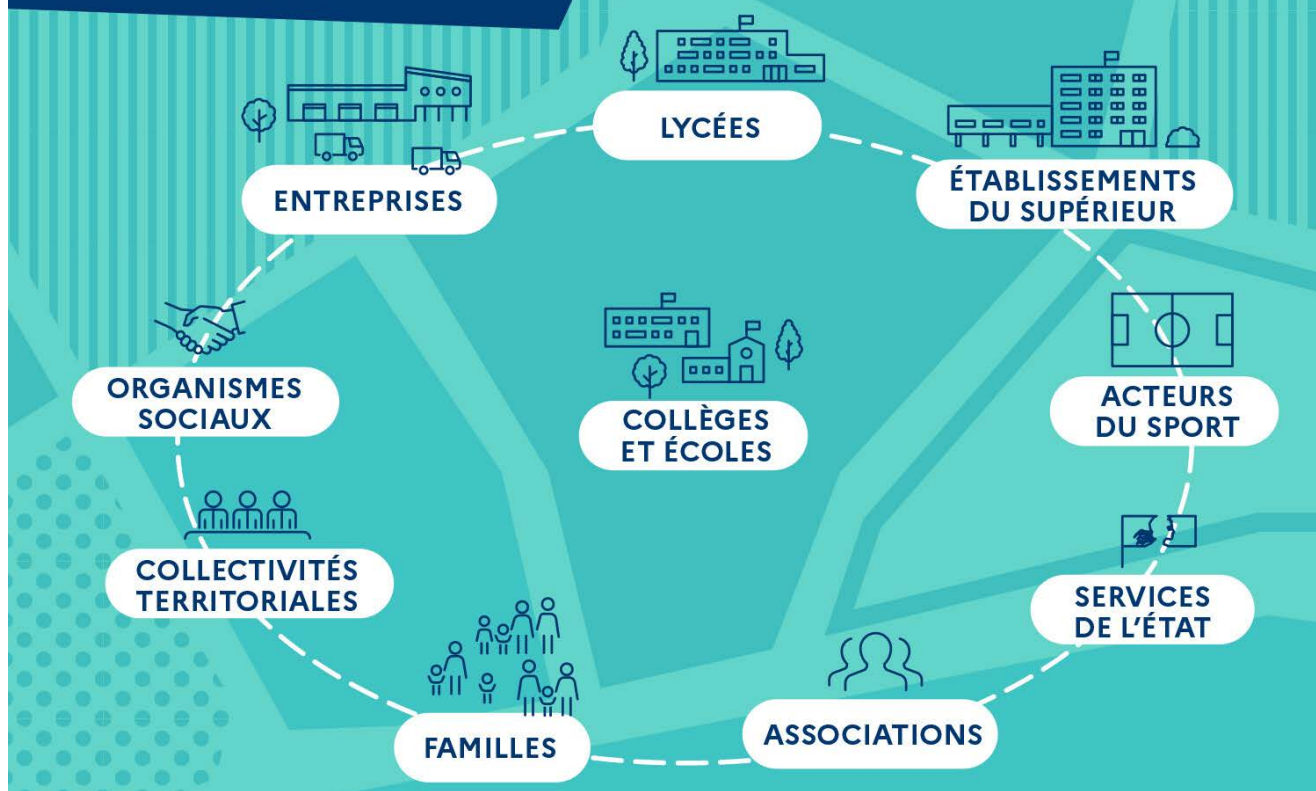 LYCÉES
ENTREPRISES
ÉTABLISSEMENTS
DU SUPÉRIEUR
ORGANISMES
SOCIAUX
COLLÈGES
ET ÉCOLES
ACTEURS
DU SPORT
COLLECTIVITÉS
TERRITORIALES
SERVICES
DE L’ÉTAT
FAMILLES
ASSOCIATIONS